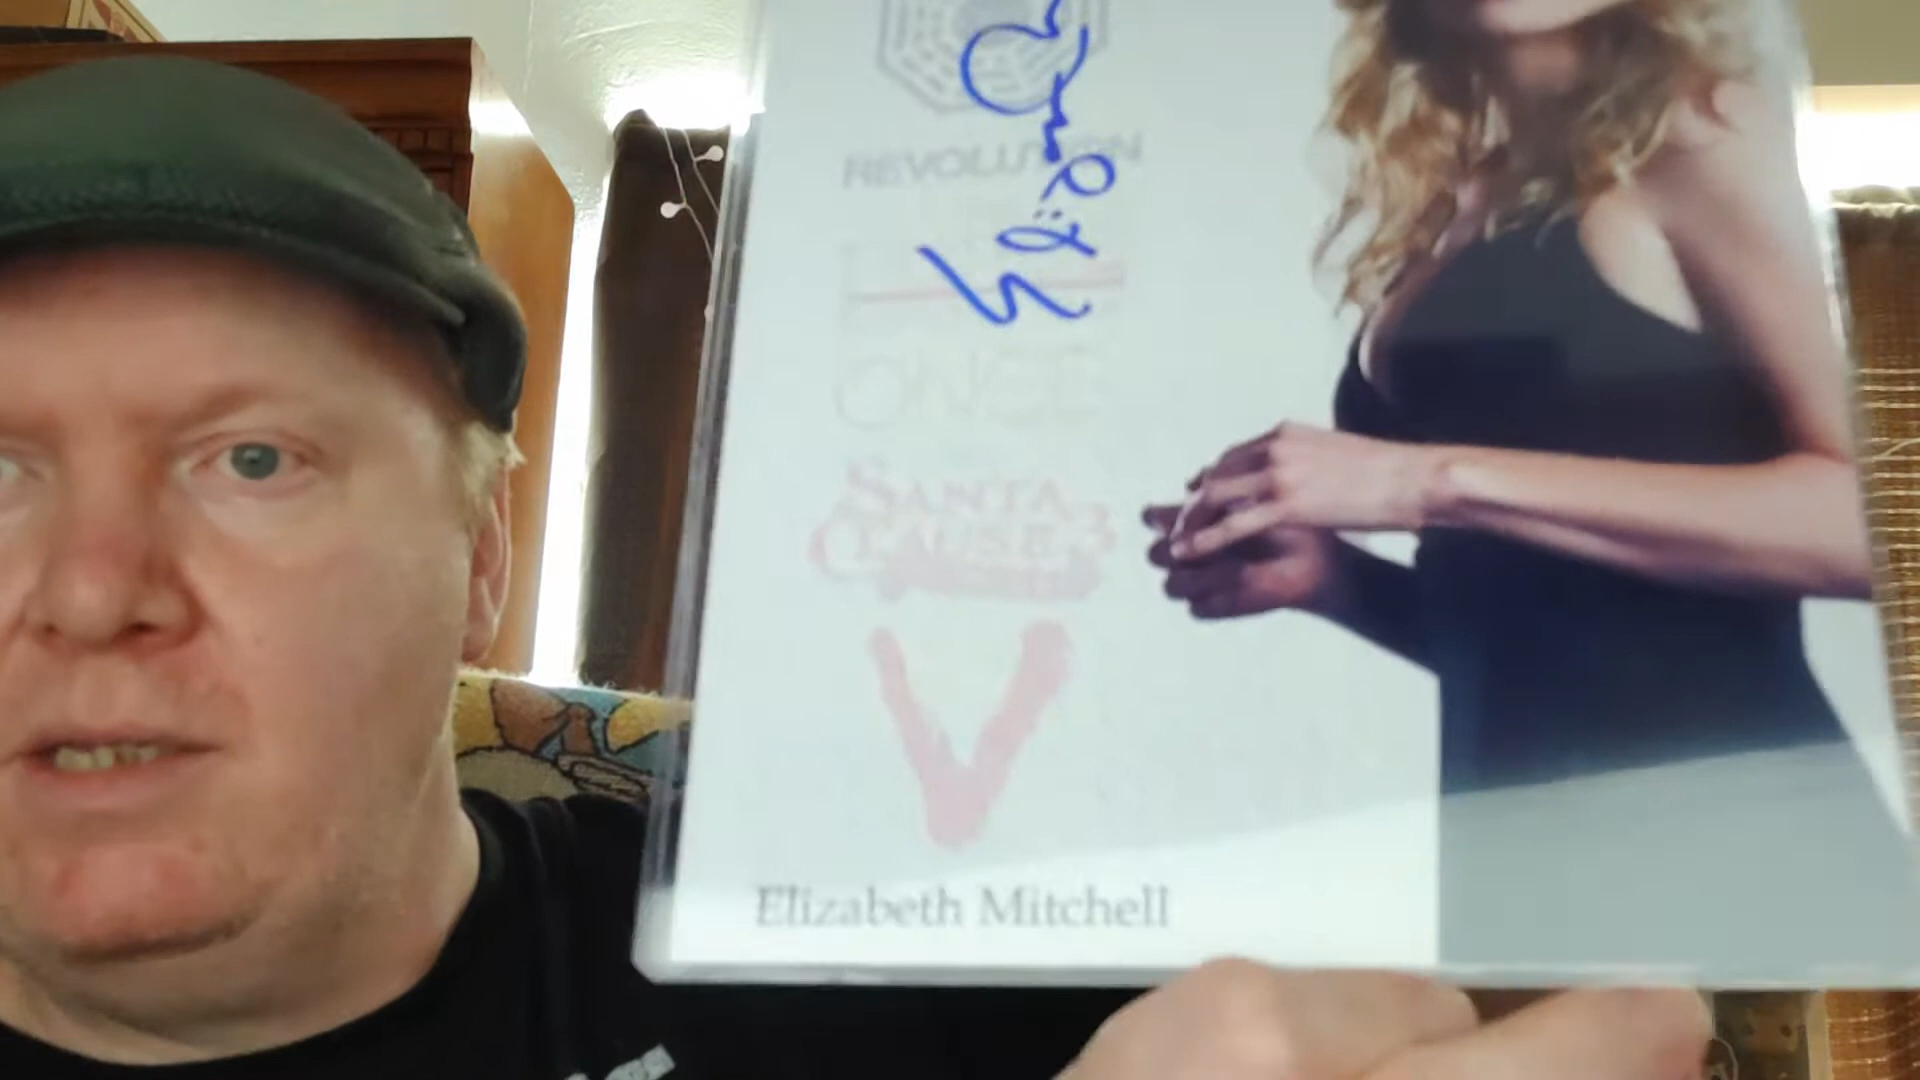 REVOLUTION
ONCE
SANTA
CLAUSE 3
V
Elizabeth Mitchell